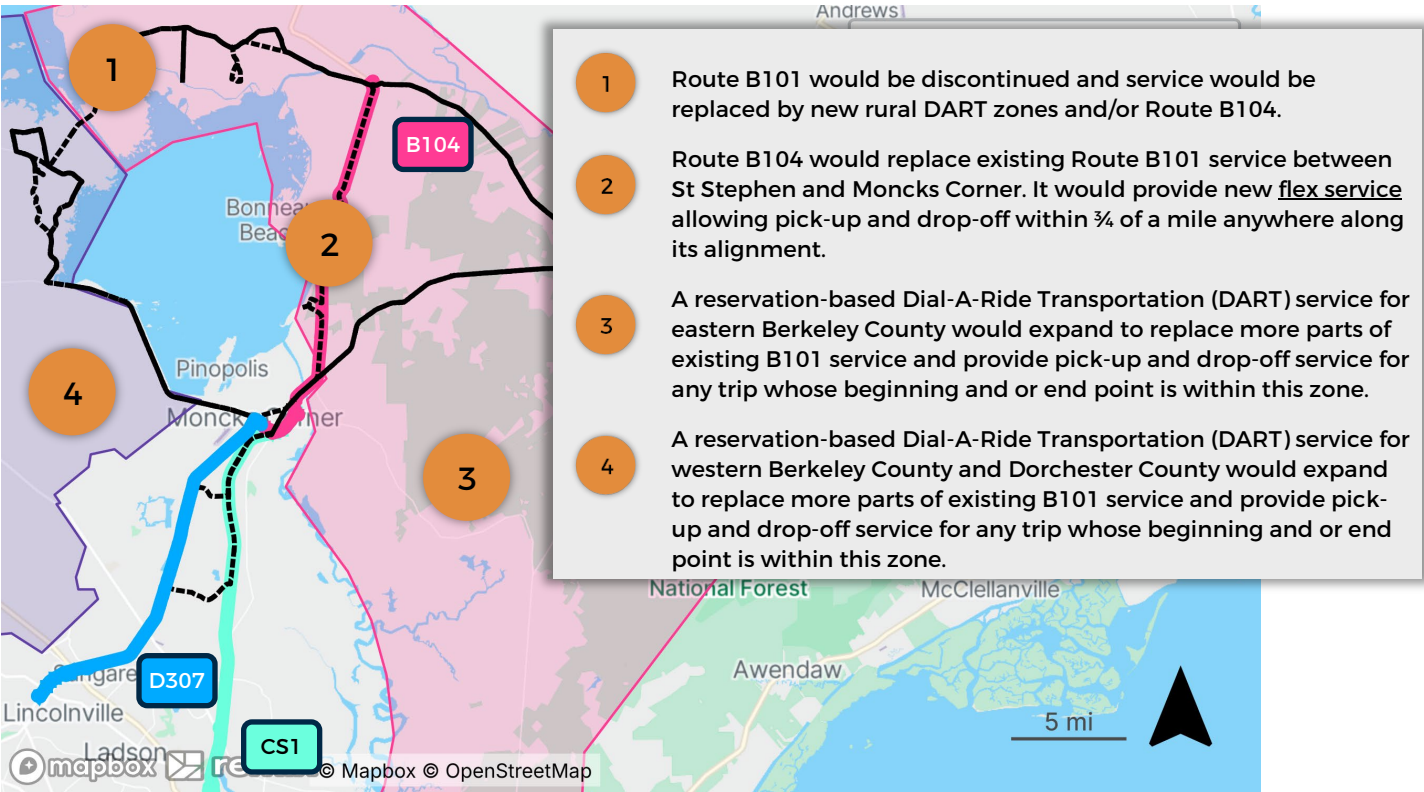 Andrews
1
B104
Bonneau
Beach
2
Pinopolis
4
Moncks Corner
3
D307
Lincolnville
CS1
Ladson
mapbox
© Mapbox © OpenStreetMap
1
Route B101 would be discontinued and service would be
replaced by new rural DART zones and/or Route B104.
2
Route B104 would replace existing Route B101 service between
St Stephen and Moncks Corner. It would provide new flex service
allowing pick-up and drop-off within ¾ of a mile anywhere along
its alignment.
3
A reservation-based Dial-A-Ride Transportation (DART) service for
eastern Berkeley County would expand to replace more parts of
existing B101 service and provide pick-up and drop-off service for
any trip whose beginning and or end point is within this zone.
4
A reservation-based Dial-A-Ride Transportation (DART) service for
western Berkeley County and Dorchester County would expand
to replace more parts of existing B101 service and provide pick-
up and drop-off service for any trip whose beginning and or end
point is within this zone.
National Forest
McClellanville
Awendaw
5 mi